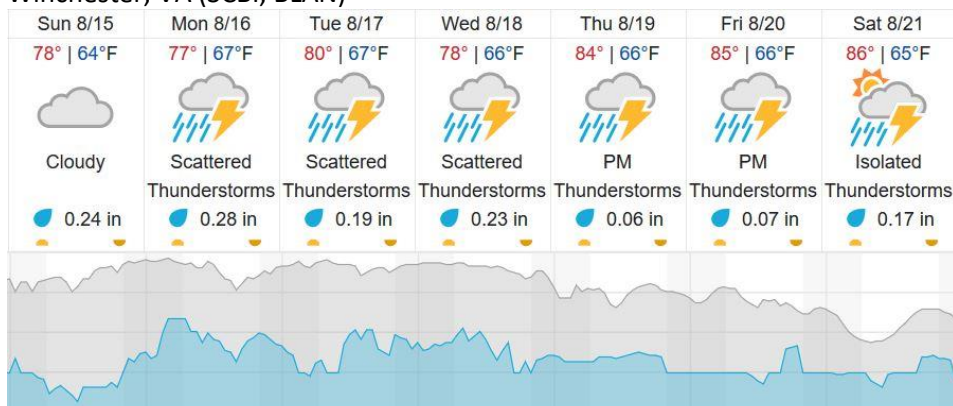 Sun 8/15 Mon 8/16 Tue 8/17 Wed 8/18 Thu 8/19 Fri 8/20 Sat 8/21
78° | 64°F 77° | 67°F 80° | 67°F 78° | 66°F 84° | 66°F 85° | 66°F 86° | 65°F
Cloudy Scattered Scattered Scattered PM PM Isolated
Thunderstorms Thunderstorms Thunderstorms Thunderstorms Thunderstorms Thunderstorms
0.24 in 0.28 in 0.19 in 0.23 in 0.06 in 0.07 in 0.17 in